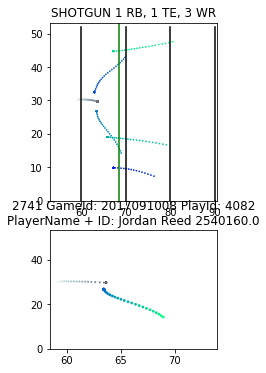 SHOTGUN 1 RB, 1 TE, 3 WR
50
40
30
20
10
0
60 70 80 90
2741 GameId: 2017091008 PlayId: 4082
PlayerName + ID: Jordan Reed 2540160.0
40
20
0
60 65 70